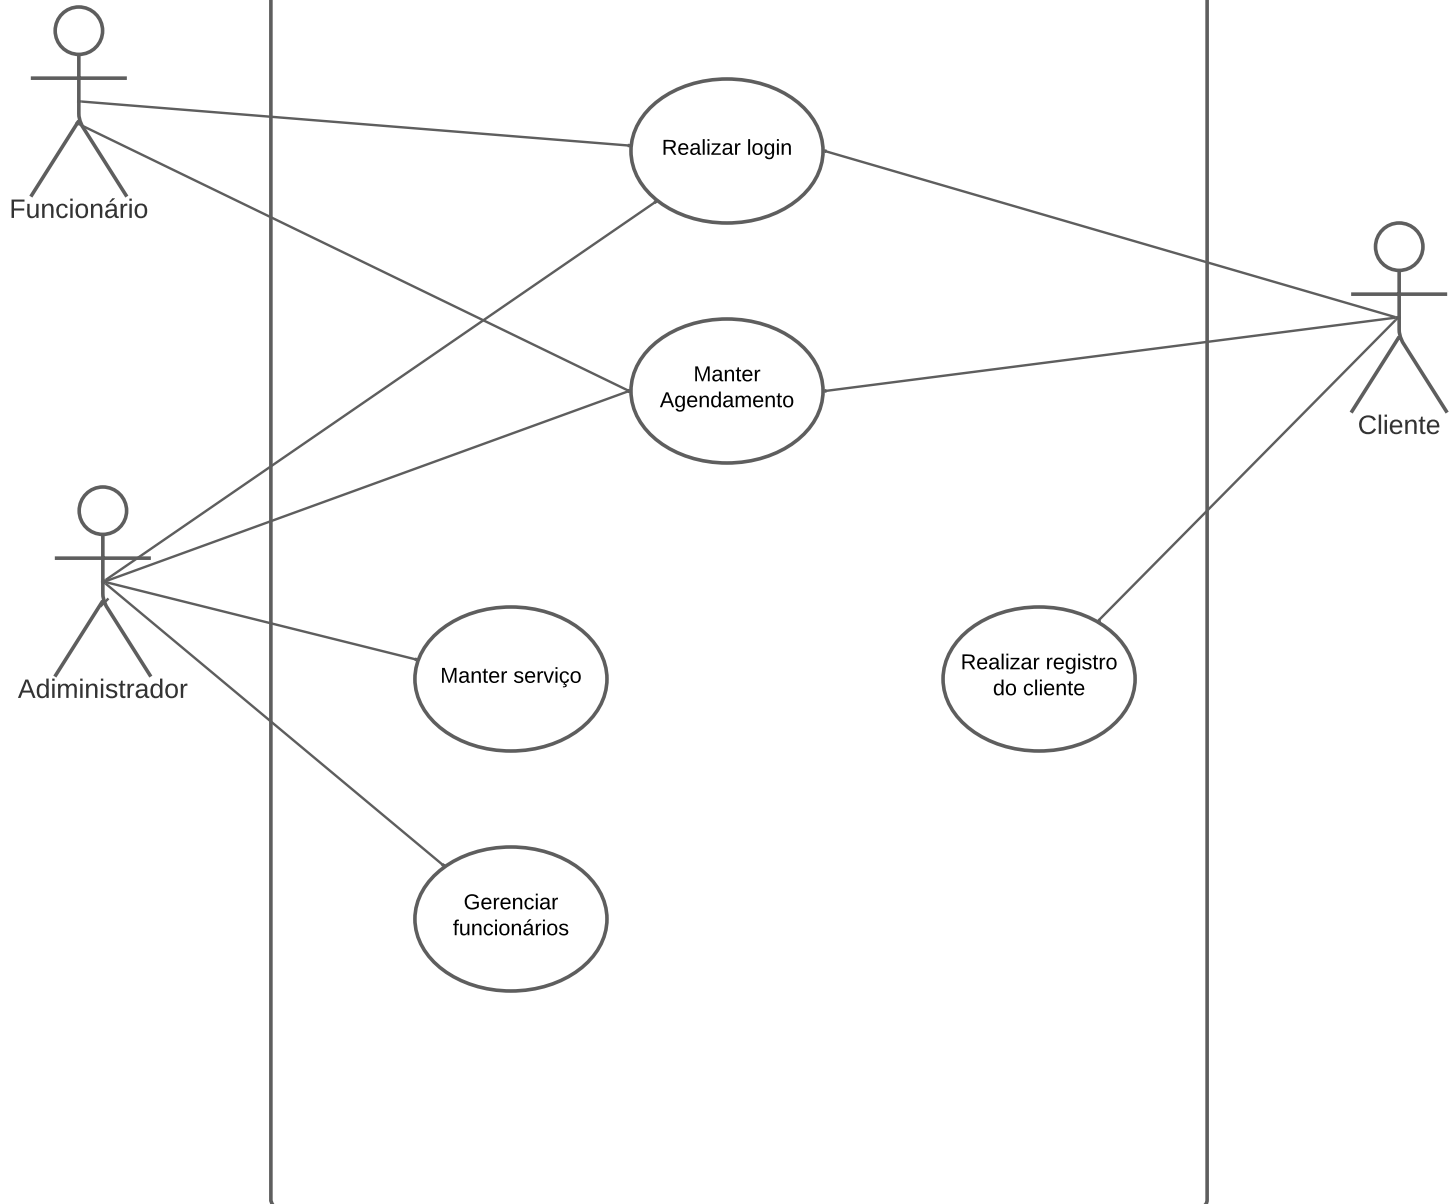 Realizar login
Funcionário
Manter
Agendamento
Cliente
Adiministrador
Manter serviço
Realizar registro
do cliente
Gerenciar
funcionários